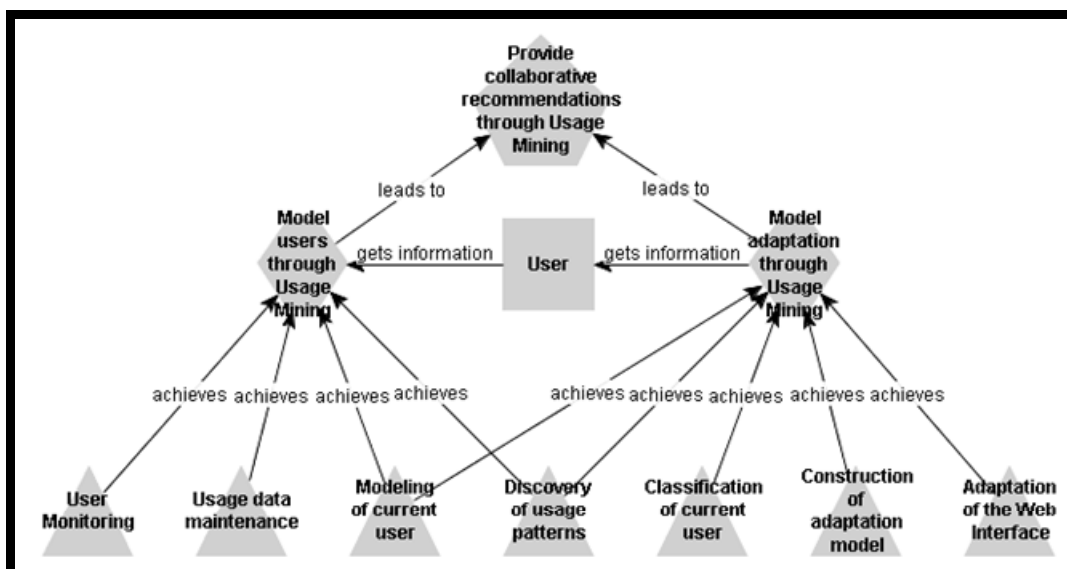 Provide
collaborative
recommendations
through Usage
Mining
leads to
leads to
Model
users
through
Usage
Mining
gets information
User
gets information
Model
adaptation
through
Usage
Mining
achieves
achieves
achieves
achieves
achieves
achieves
achieves
achieves
achieves
User
Monitoring
Usage data
maintenance
Modeling
of current
user
Discovery
of usage
patterns
Classification
of current
user
Construction
of
adaptation
model
Adaptation
of the Web
Interface